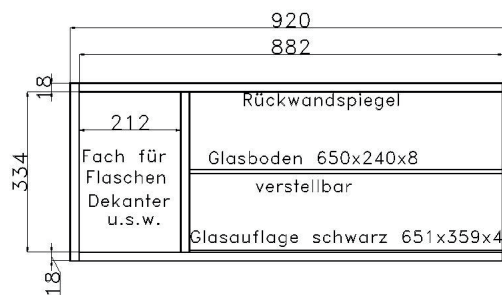 920
882
18
Rückwandspiegel
212
334
Fach für
Flaschen
Dekanter
u.s.w.
Glasboden 650x240x8
verstellbar
Glasauflage schwarz 651x359x4
18